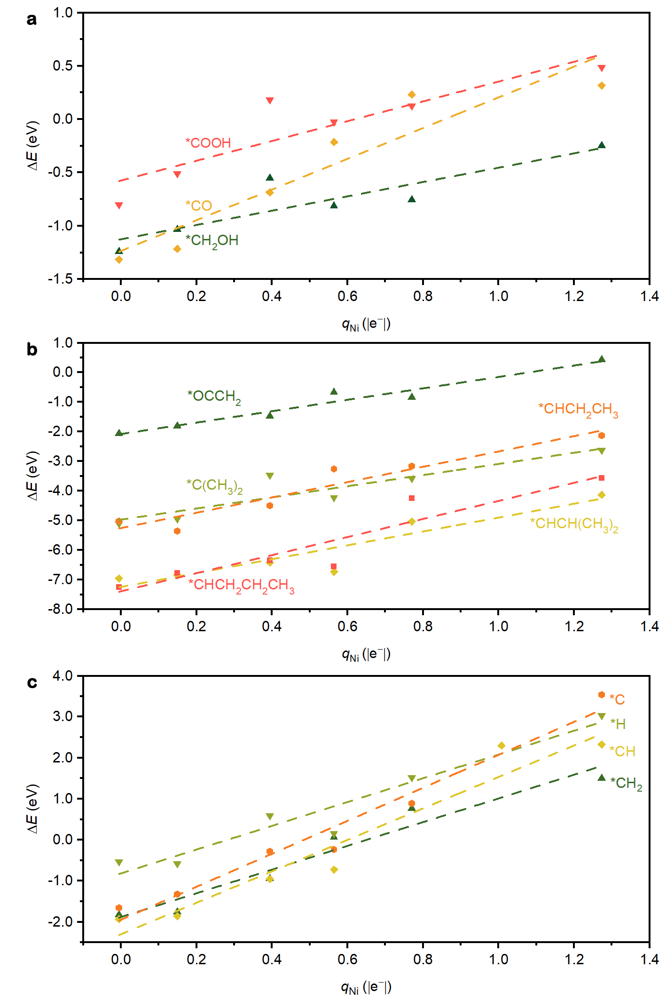 a
1.0
0.5
0.0
-0.5
-1.0
-1.5
ΔE (eV)
*COOH
*CO
*CH₂OH
0.0 0.2 0.4 0.6 0.8 1.0 1.2 1.4
qNi (|e⁻|)
b
1.0
0.0
-1.0
-2.0
-3.0
-4.0
-5.0
-6.0
-7.0
-8.0
ΔE (eV)
*OCCH₂
*CHCH₂CH₃
*C(CH₃)₂
*CHCH(CH₃)₂
*CHCH₂CH₂CH₃
0.0 0.2 0.4 0.6 0.8 1.0 1.2 1.4
qNi (|e⁻|)
c
4.0
3.0
2.0
1.0
0.0
-1.0
-2.0
ΔE (eV)
*C
*H
*CH
*CH₂
0.0 0.2 0.4 0.6 0.8 1.0 1.2 1.4
qNi (|e⁻|)